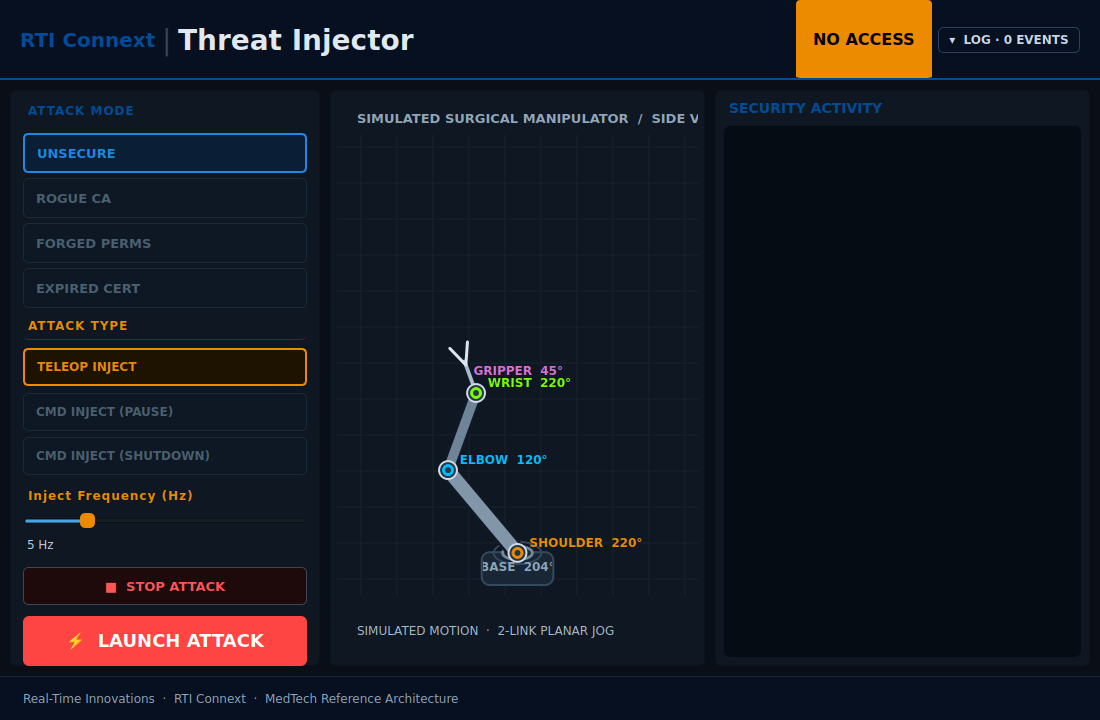 RTI Connext | Threat Injector
NO ACCESS
▾ LOG · 0 EVENTS
ATTACK MODE
UNSECURE
ROGUE CA
FORGED PERMS
EXPIRED CERT
ATTACK TYPE
TELEOP INJECT
CMD INJECT (PAUSE)
CMD INJECT (SHUTDOWN)
Inject Frequency (Hz)
5 Hz
■ STOP ATTACK
⚡ LAUNCH ATTACK
SIMULATED SURGICAL MANIPULATOR / SIDE V
GRIPPER 45°
WRIST 220°
ELBOW 120°
SHOULDER 220°
BASE 204°
SIMULATED MOTION · 2-LINK PLANAR JOG
SECURITY ACTIVITY
Real-Time Innovations · RTI Connext · MedTech Reference Architecture